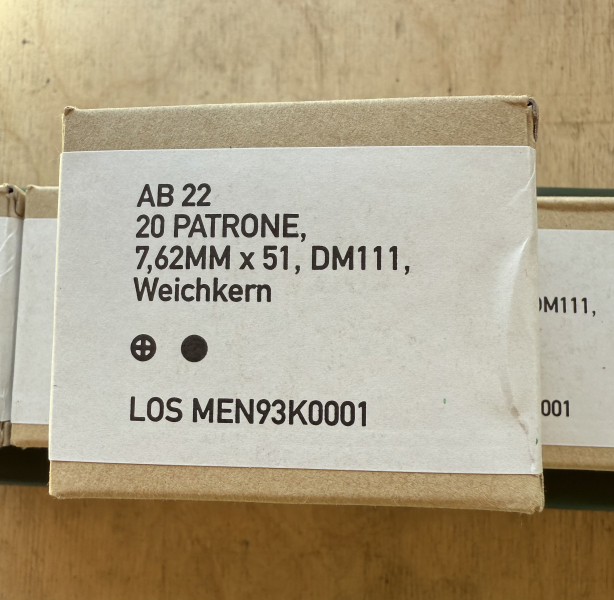 AB 22
20 PATRONE,
7,62MM x 51, DM111,
Weichkern
LOS MEN93K0001
DM111,
001